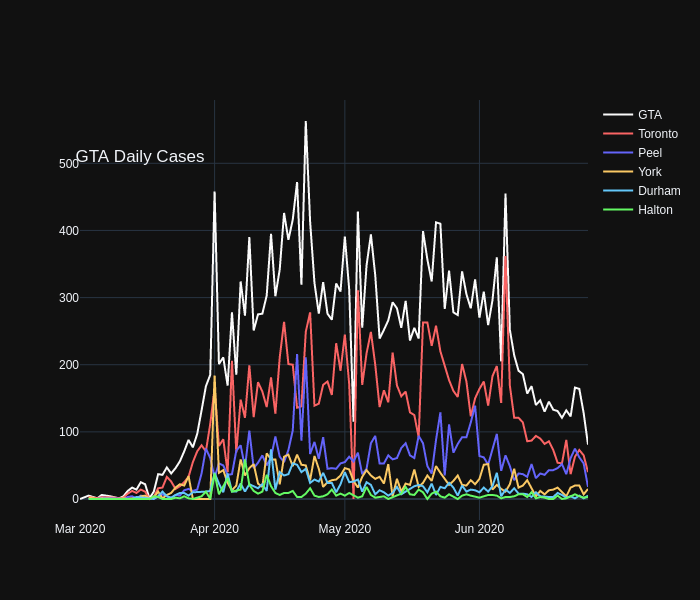 GTA Daily Cases
500
400
300
200
100
0
Mar 2020
Apr 2020
May 2020
Jun 2020
GTA
Toronto
Peel
York
Durham
Halton